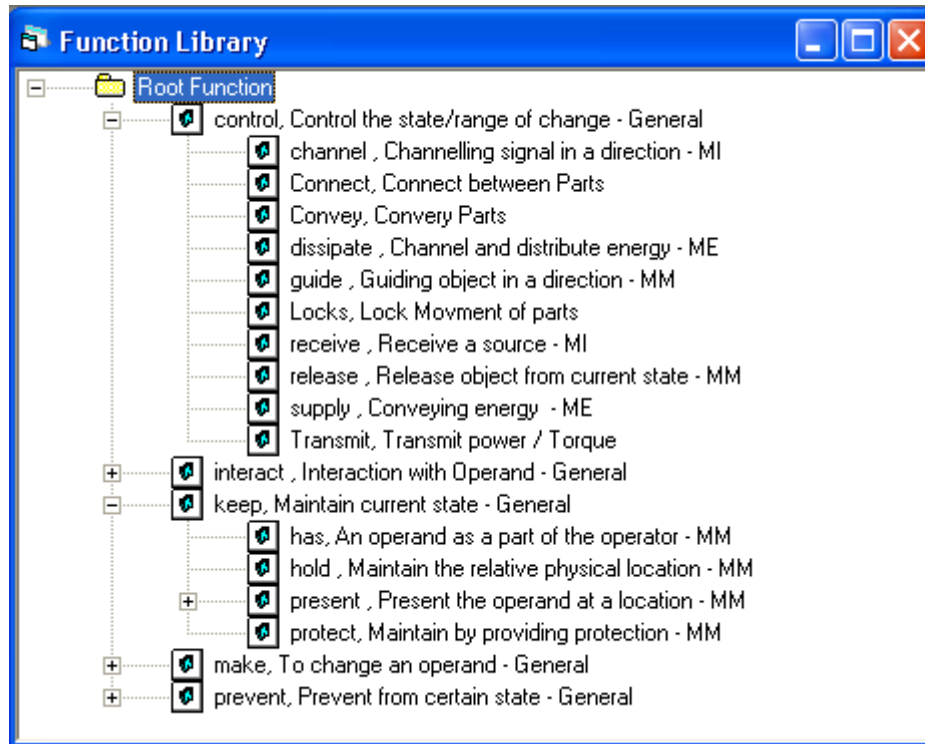 Function Library
Root Function
control, Control the state/range of change - General
channel , Channelling signal in a direction - MI
Connect, Connect between Parts
Convey, Convery Parts
dissipate , Channel and distribute energy - ME
guide , Guiding object in a direction - MM
Locks, Lock Movment of parts
receive , Receive a source - MI
release , Release object from current state - MM
supply , Conveying energy  - ME
Transmit, Transmit power / Torque
interact , Interaction with Operand - General
keep, Maintain current state - General
has, An operand as a part of the operator - MM
hold , Maintain the relative physical location - MM
present , Present the operand at a location - MM
protect, Maintain by providing protection - MM
make, To change an operand - General
prevent, Prevent from certain state - General